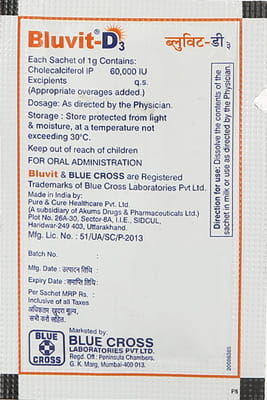 Bluvit®-D3 ब्लुविट-डी ३
Each Sachet of 1g Contains:
Cholecalciferol IP 60,000 IU
Excipients q.s.
(Appropriate overages added.)
Dosage: As directed by the Physician.
Storage : Store protected from light
& moisture, at a temperature not
exceeding 30°C.
Keep out of reach of children
FOR ORAL ADMINISTRATION
Bluvit & BLUE CROSS are Registered
Trademarks of Blue Cross Laboratories Pvt Ltd.
Made in India by:
Pure & Cure Healthcare Pvt. Ltd.
(A subsidiary of Akums Drugs & Pharmaceuticals Ltd.)
Plot No. 26A-30, Sector-8A, I.I.E., SIDCUL,
Haridwar-249 403, Uttarakhand.
Mfg. Lic. No. : 51/UA/SC/P-2013
Batch No. :
Mfg. Date : उत्पादन तिथि :
Expiry Date : समाप्ति तिथि :
Per Sachet MRP Rs. :
Inclusive of all Taxes
अधिकतम खुदरा मूल्य,
सभी करों सहित.
BLUE
CROSS
Marketed by:
BLUE CROSS
LABORATORIES PVT LTD.
Regd. Off.: Peninsula Chambers,
G. K. Marg, Mumbai-400 013.
Direction for use: Dissolve the contents of the
sachet in milk or use as directed by the Physician.